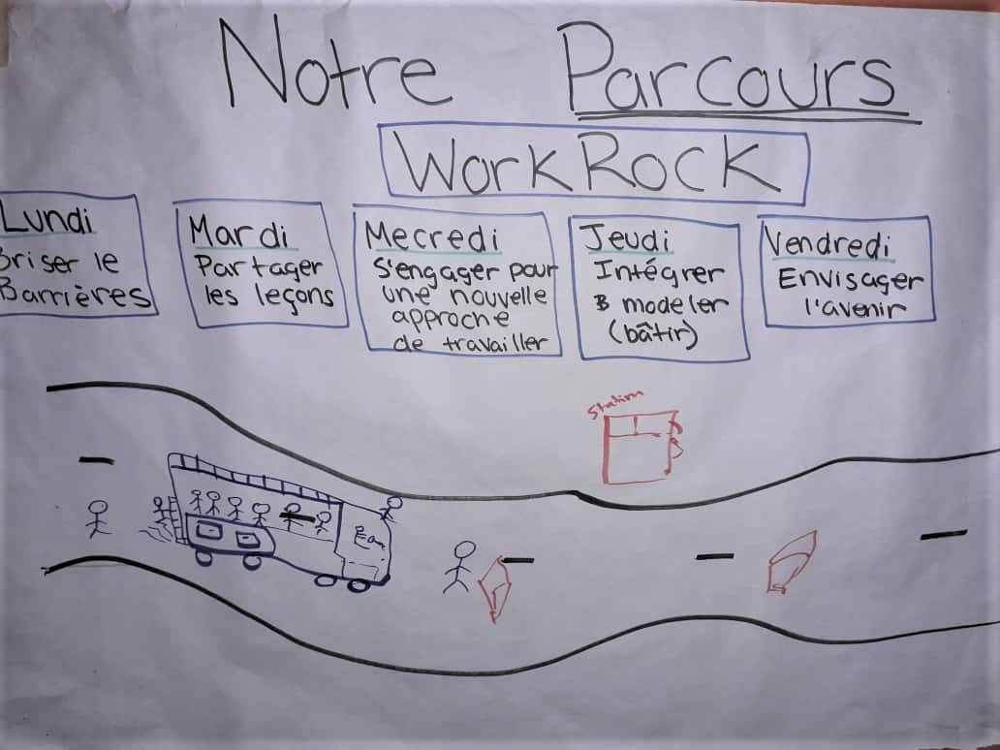 Notre Parcours
WORKROCK
Lundi
Briser le
Barrières
Mardi
Partager
les leçons
Mecredi
S'engager pour
une nouvelle
approche
de travailler
Jeudi
Intégrer
& modeler
(bâtir)
Vendredi
Envisager
l'avenir
Station